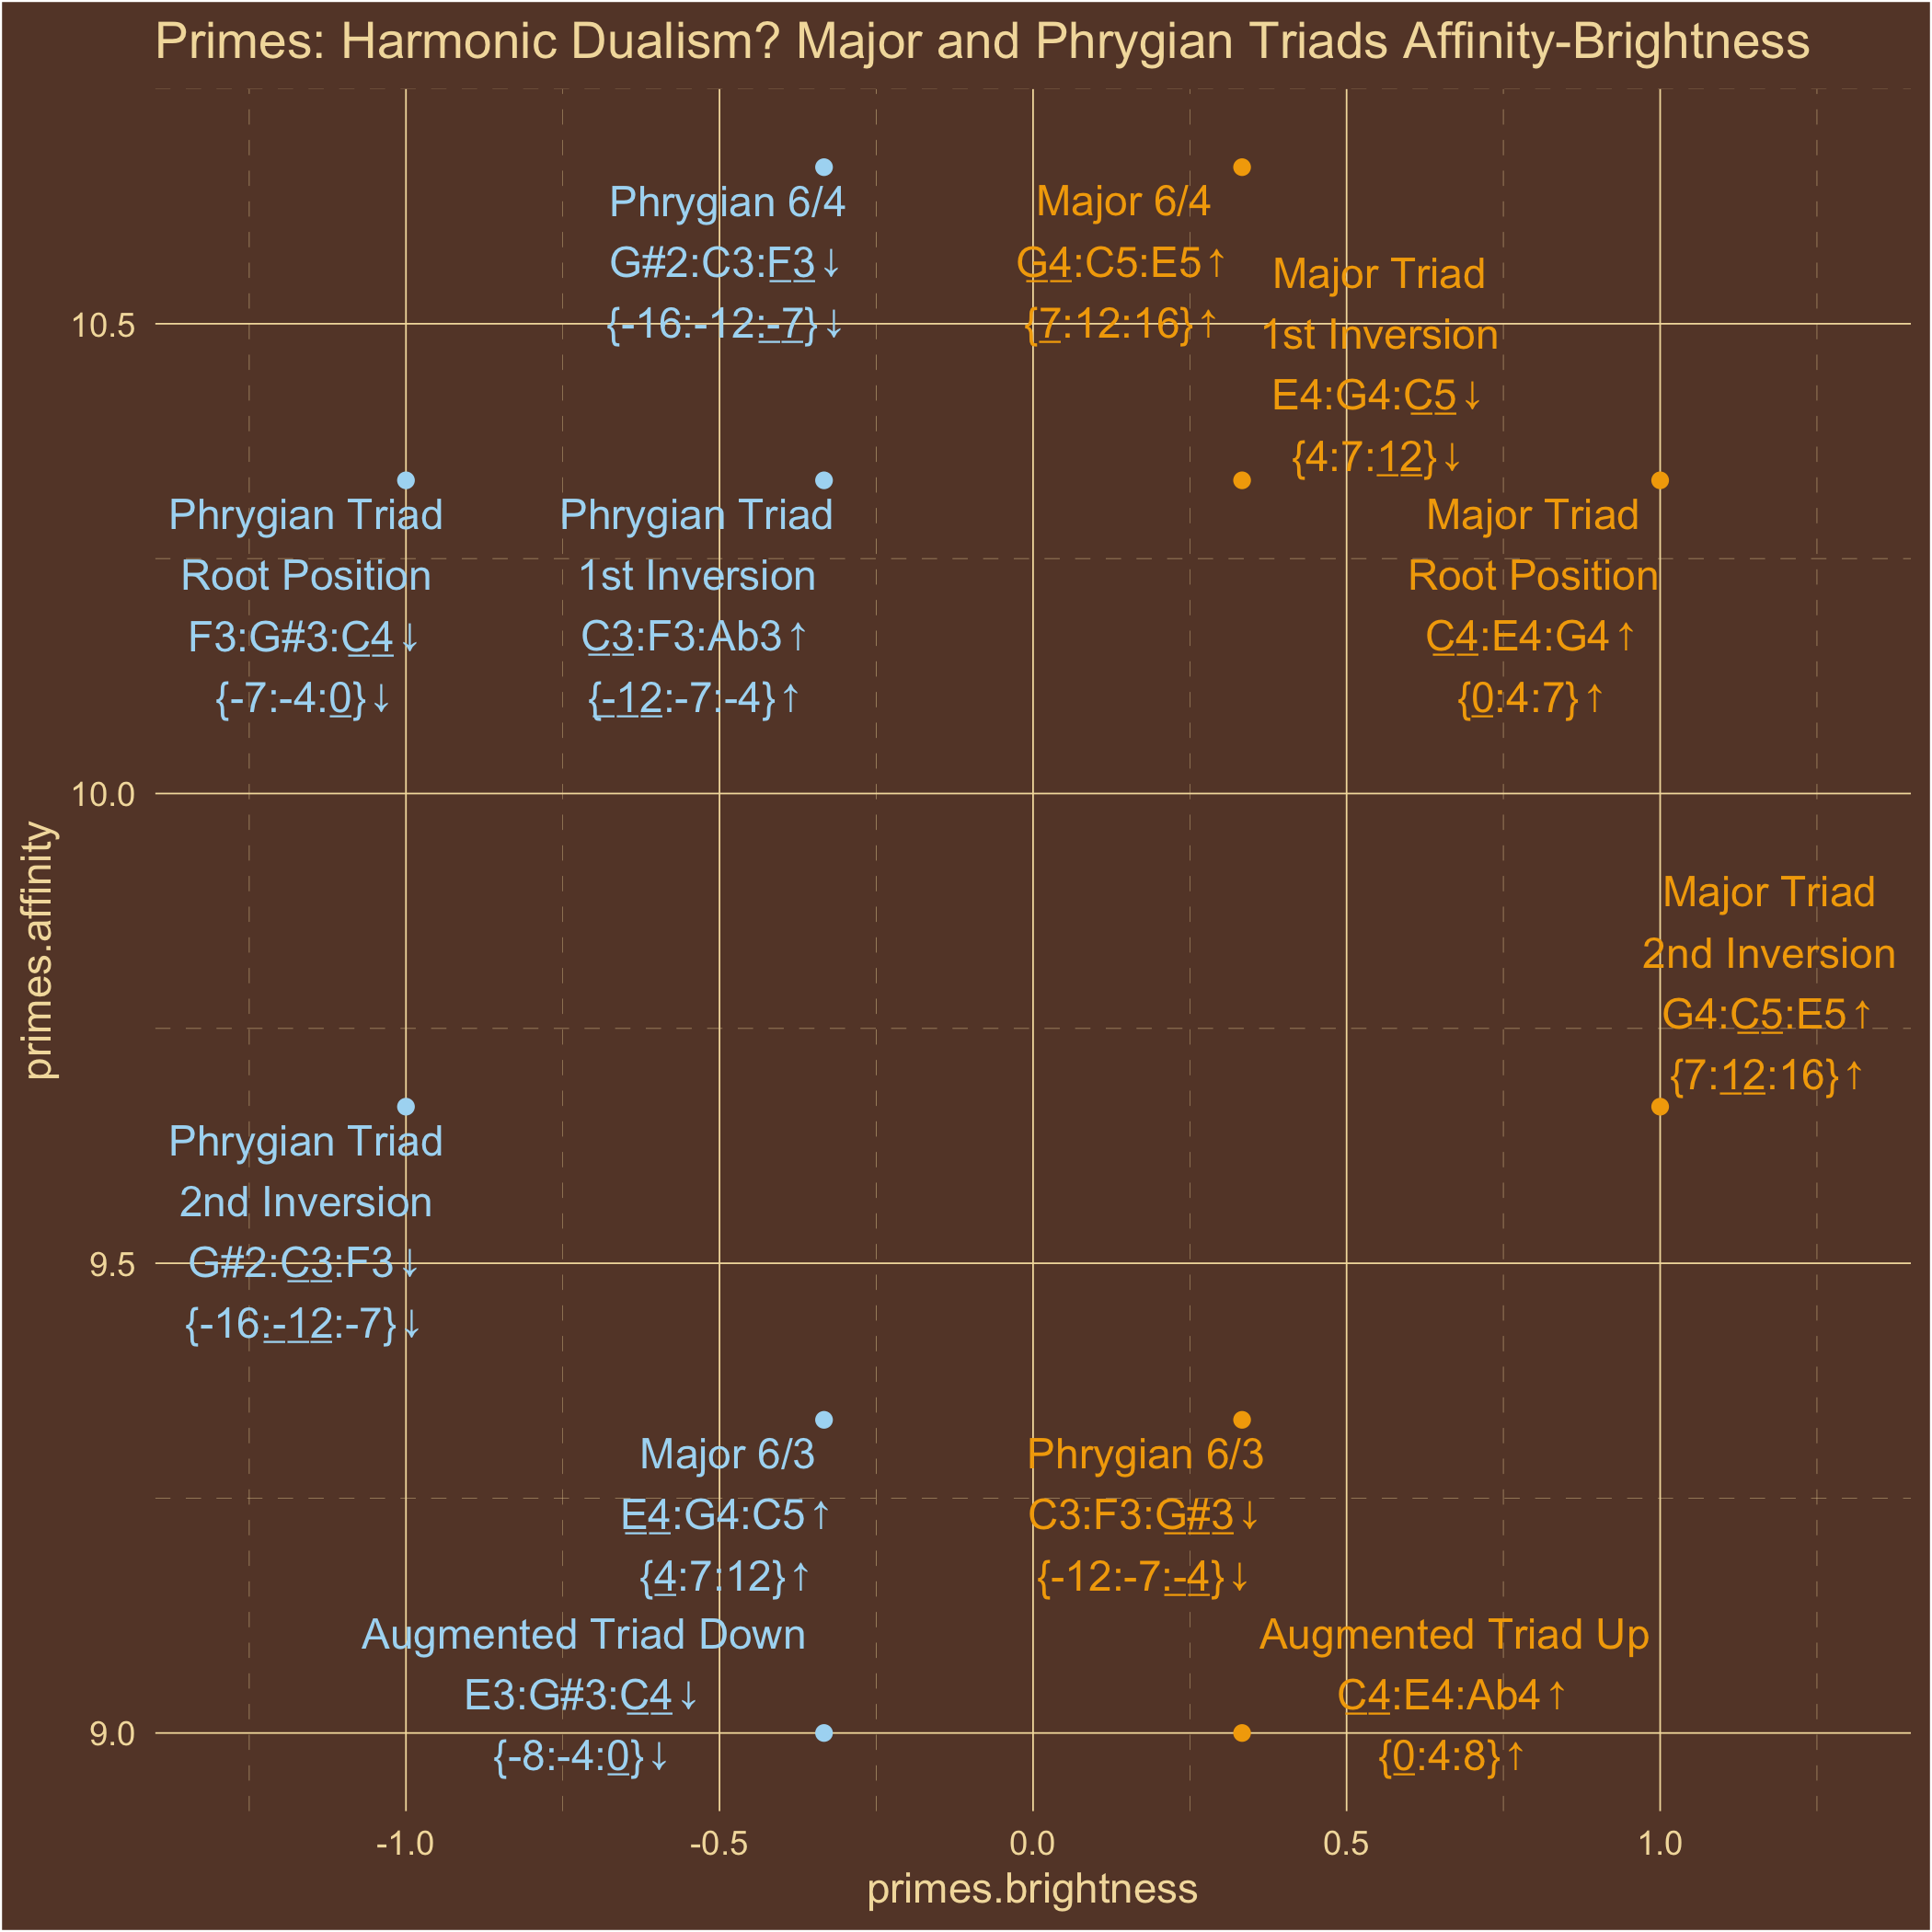 Primes: Harmonic Dualism? Major and Phrygian Triads Affinity-Brightness
Phrygian 6/4
G#2:C3:F3↓
{-16:-12:-7}↓
Major 6/4
G4:C5:E5↑
{7:12:16}↑
Major Triad
1st Inversion
E4:G4:C5↓
{4:7:12}↓
10.5
Phrygian Triad
Root Position
F3:G#3:C4↓
{-7:-4:0}↓
Phrygian Triad
1st Inversion
C3:F3:Ab3↑
{-12:-7:-4}↑
Major Triad
Root Position
C4:E4:G4↑
{0:4:7}↑
10.0
primes.affinity
Major Triad
2nd Inversion
G4:C5:E5↑
{7:12:16}↑
Phrygian Triad
2nd Inversion
G#2:C3:F3↓
{-16:-12:-7}↓
9.5
Major 6/3
E4:G4:C5↑
{4:7:12}↑
Phrygian 6/3
C3:F3:G#3↓
{-12:-7:-4}↓
Augmented Triad Down
E3:G#3:C4↓
{-8:-4:0}↓
Augmented Triad Up
C4:E4:Ab4↑
{0:4:8}↑
9.0
-1.0
-0.5
0.0
0.5
1.0
primes.brightness